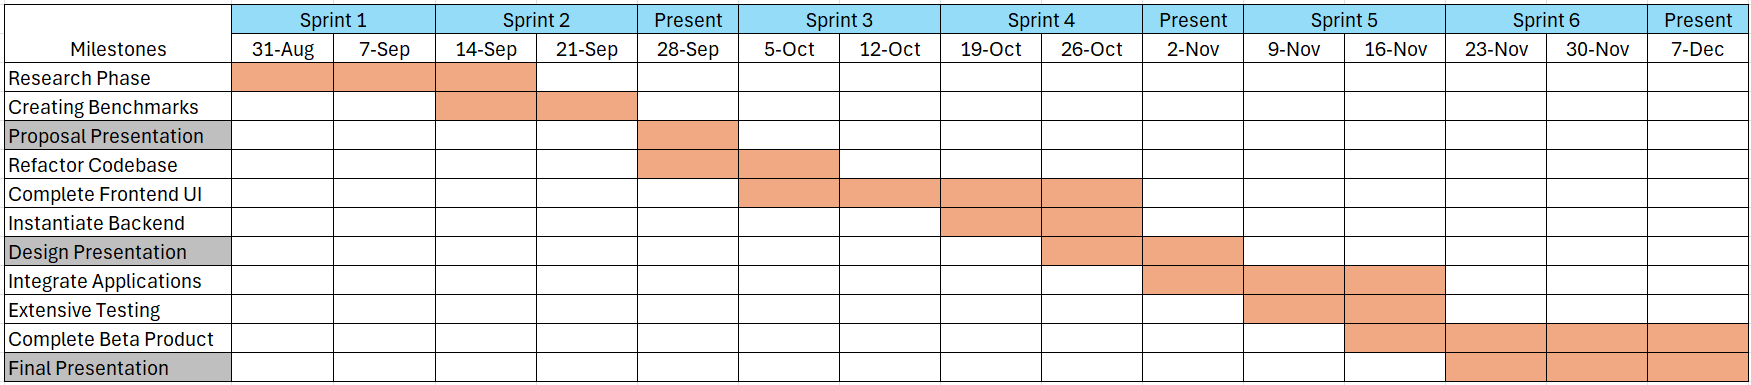 Sprint 1 Sprint 2 Present Sprint 3 Sprint 4 Present Sprint 5 Sprint 6 Present
Milestones 31-Aug 7-Sep 14-Sep 21-Sep 28-Sep 5-Oct 12-Oct 19-Oct 26-Oct 2-Nov 9-Nov 16-Nov 23-Nov 30-Nov 7-Dec
Research Phase
Creating Benchmarks
Proposal Presentation
Refactor Codebase
Complete Frontend UI
Instantiate Backend
Design Presentation
Integrate Applications
Extensive Testing
Complete Beta Product
Final Presentation